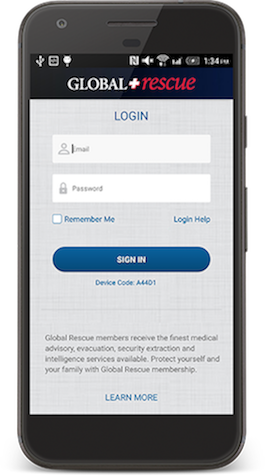 1:34 PM
GLOBAL rescue
LOGIN
Email
Password
Remember Me Login Help
SIGN IN
Device Code: A44D1
Global Rescue members receive the finest medical
advisory, evacuation, security extraction and
intelligence services available. Protect yourself and
your family with Global Rescue membership.
LEARN MORE